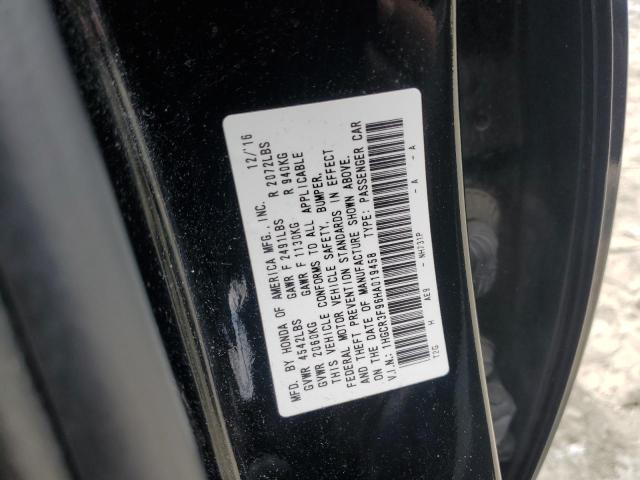 MFD. BY HONDA OF AMERICA MFG., INC. 12/16
GVWR 4542LBS GAWR F 2491LBS R 2072LBS
GVWR 2060KG GAWR F 1130KG R 940KG
THIS VEHICLE CONFORMS TO ALL APPLICABLE
FEDERAL MOTOR VEHICLE SAFETY, BUMPER,
AND THEFT PREVENTION STANDARDS IN EFFECT
ON THE DATE OF MANUFACTURE SHOWN ABOVE.
V.I.N.: 1HGCR3F96HA019458 TYPE: PASSENGER CAR
T2G H AE9 - NH731P - A - A